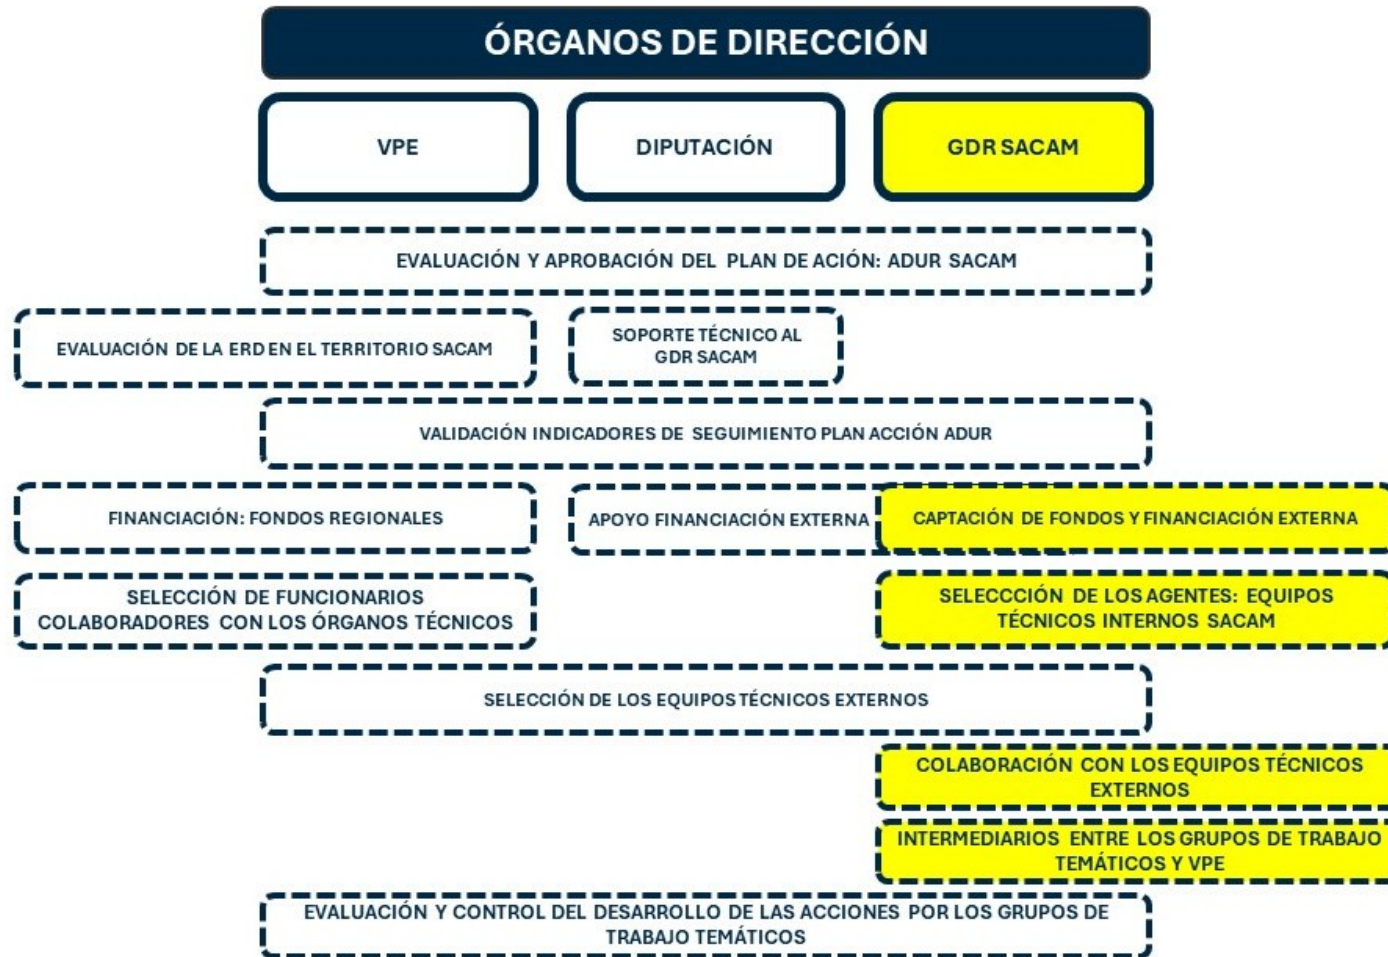 ÓRGANOS DE DIRECCIÓN
VPE
DIPUTACIÓN
GDR SACAM
EVALUACIÓN Y APROBACIÓN DEL PLAN DE ACIÓN: ADUR SACAM
EVALUACIÓN DE LA ERD EN EL TERRITORIO SACAM
SOPORTE TÉCNICO AL
GDR SACAM
VALIDACIÓN INDICADORES DE SEGUIMIENTO PLAN ACCIÓN ADUR
FINANCIACIÓN: FONDOS REGIONALES
APOYO FINANCIACIÓN EXTERNA
CAPTACIÓN DE FONDOS Y FINANCIACIÓN EXTERNA
SELECCIÓN DE FUNCIONARIOS
COLABORADORES CON LOS ÓRGANOS TÉCNICOS
SELECCCIÓN DE LOS AGENTES: EQUIPOS
TÉCNICOS INTERNOS SACAM
SELECCIÓN DE LOS EQUIPOS TÉCNICOS EXTERNOS
COLABORACIÓN CON LOS EQUIPOS TÉCNICOS
EXTERNOS
INTERMEDIARIOS ENTRE LOS GRUPOS DE TRABAJO
TEMÁTICOS Y VPE
EVALUACIÓN Y CONTROL DEL DESARROLLO DE LAS ACCIONES POR LOS GRUPOS DE
TRABAJO TEMÁTICOS